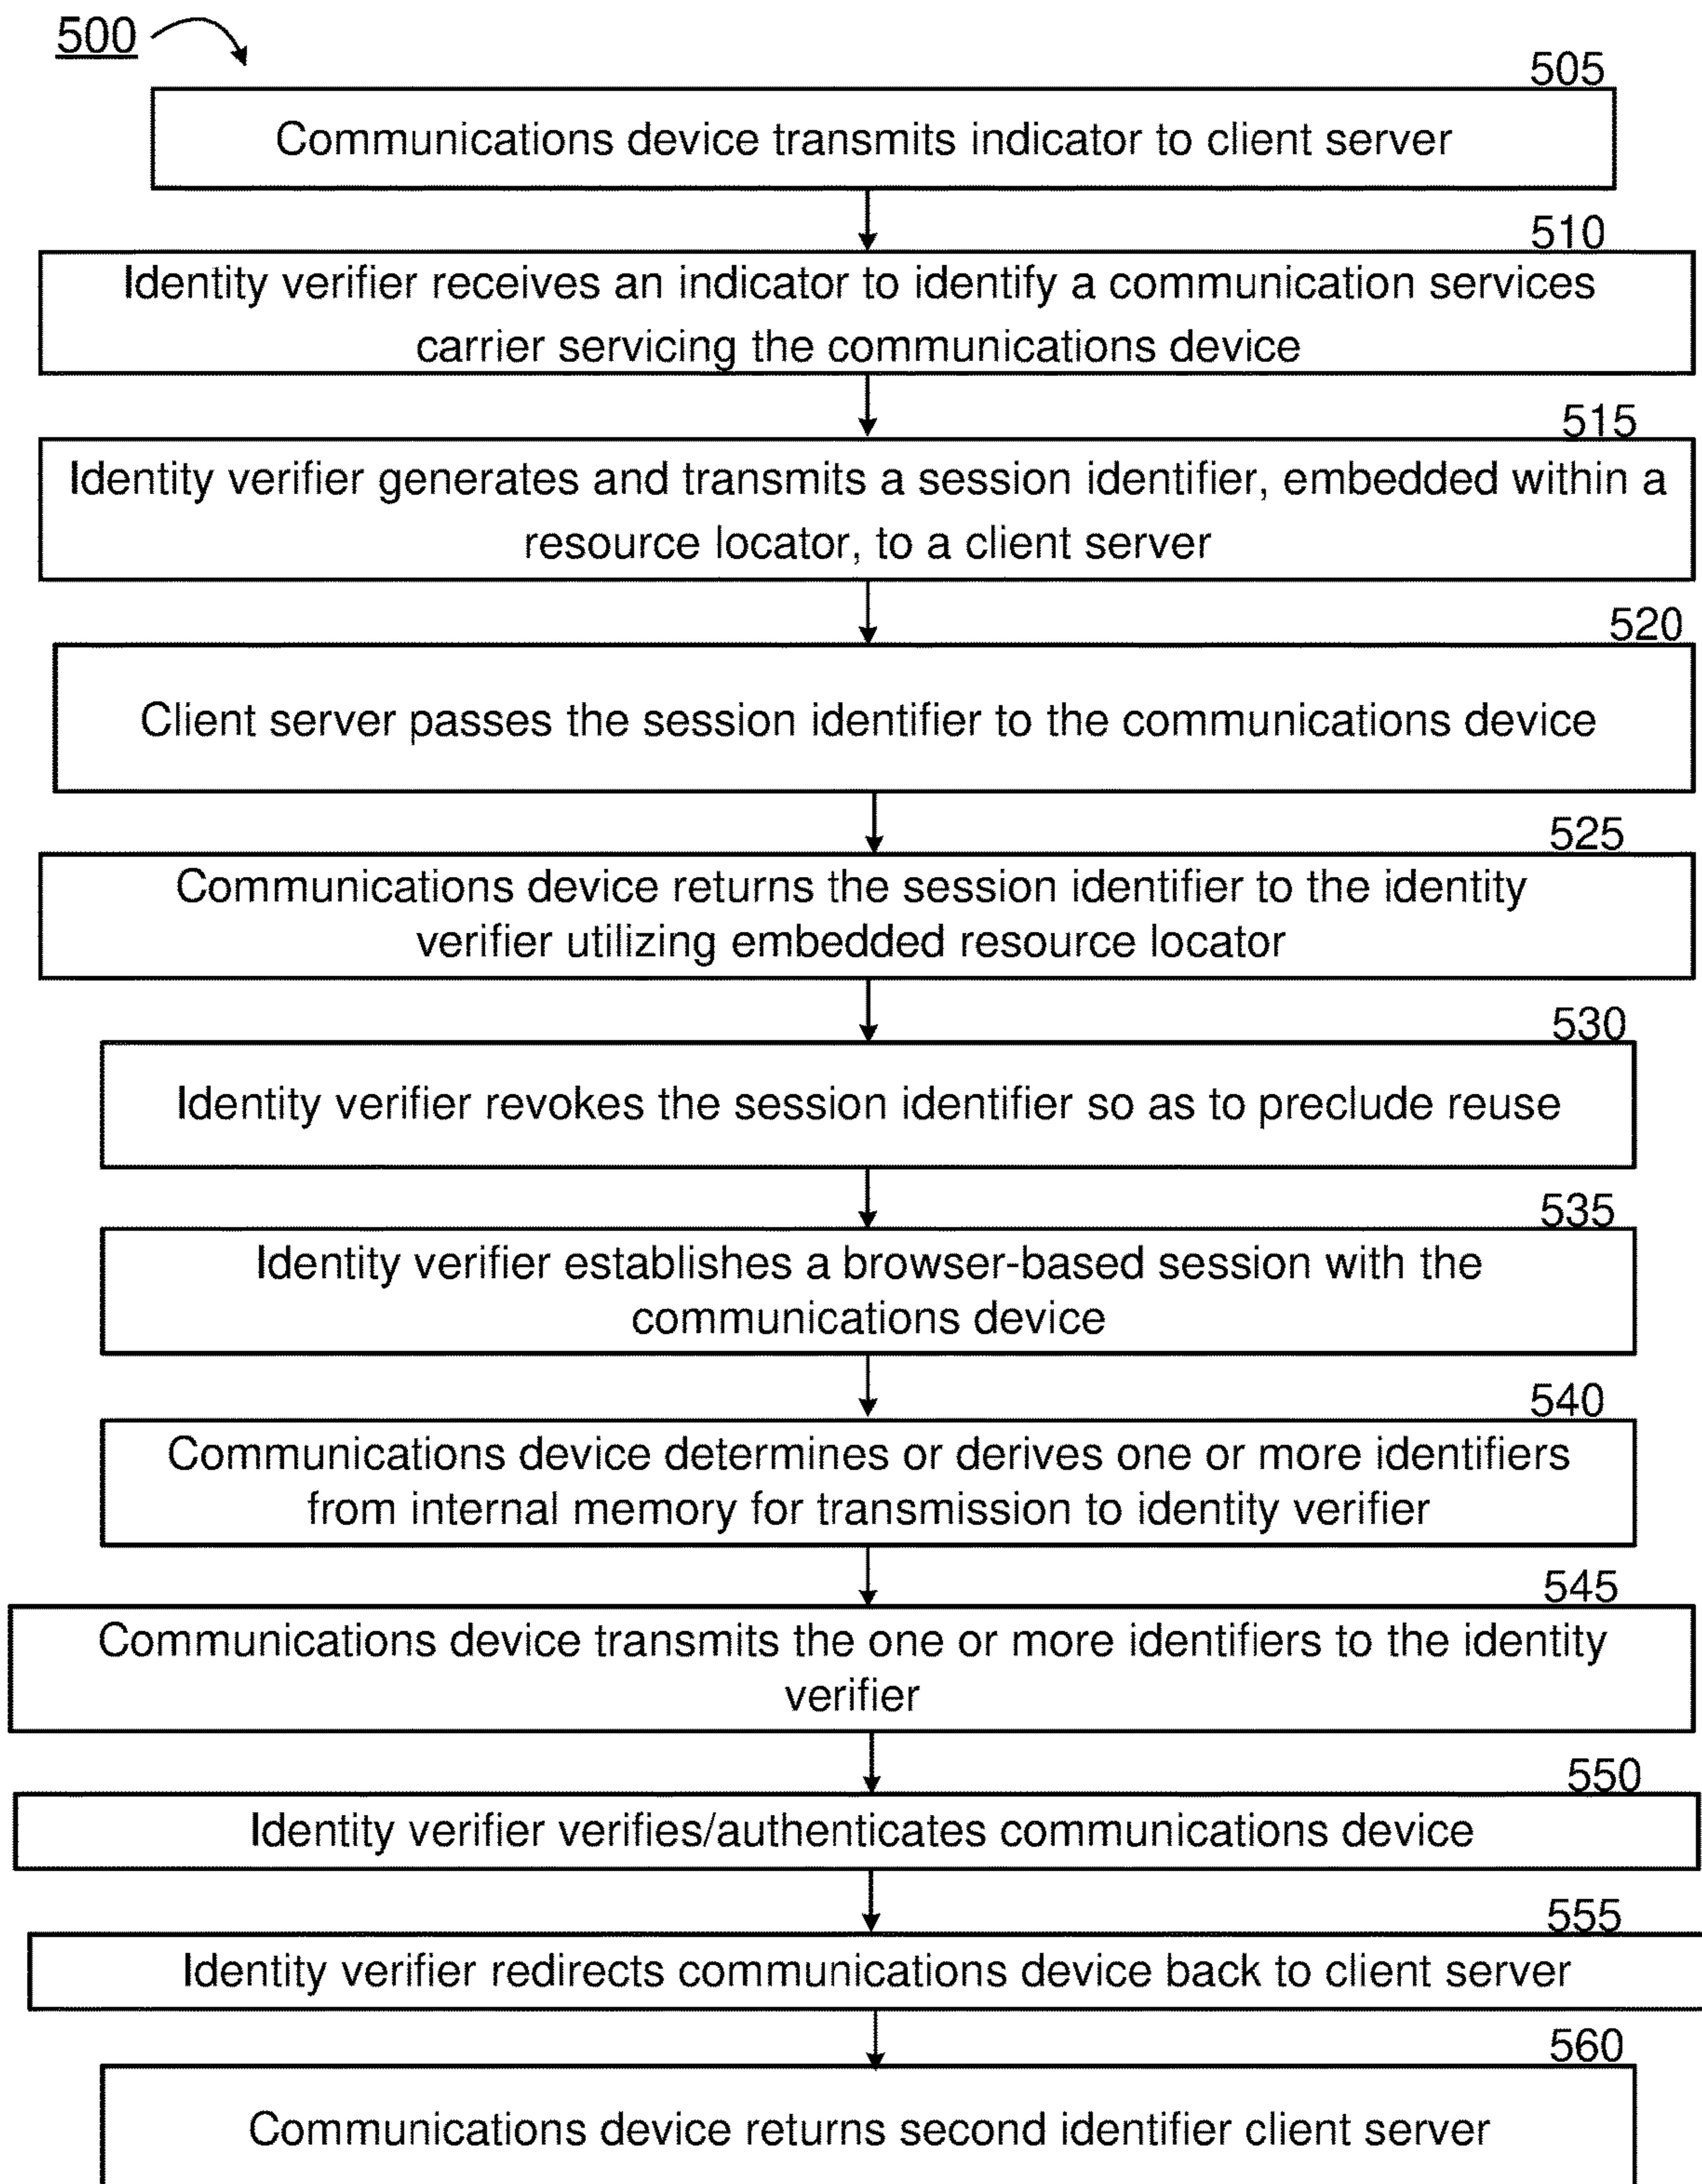 500
505
Communications device transmits indicator to client server
510
Identity verifier receives an indicator to identify a communication services
carrier servicing the communications device
515
Identity verifier generates and transmits a session identifier, embedded within a
resource locator, to a client server
520
Client server passes the session identifier to the communications device
525
Communications device returns the session identifier to the identity
verifier utilizing embedded resource locator
530
Identity verifier revokes the session identifier so as to preclude reuse
535
Identity verifier establishes a browser-based session with the
communications device
540
Communications device determines or derives one or more identifiers
from internal memory for transmission to identity verifier
545
Communications device transmits the one or more identifiers to the identity
verifier
550
Identity verifier verifies/authenticates communications device
555
Identity verifier redirects communications device back to client server
560
Communications device returns second identifier client server